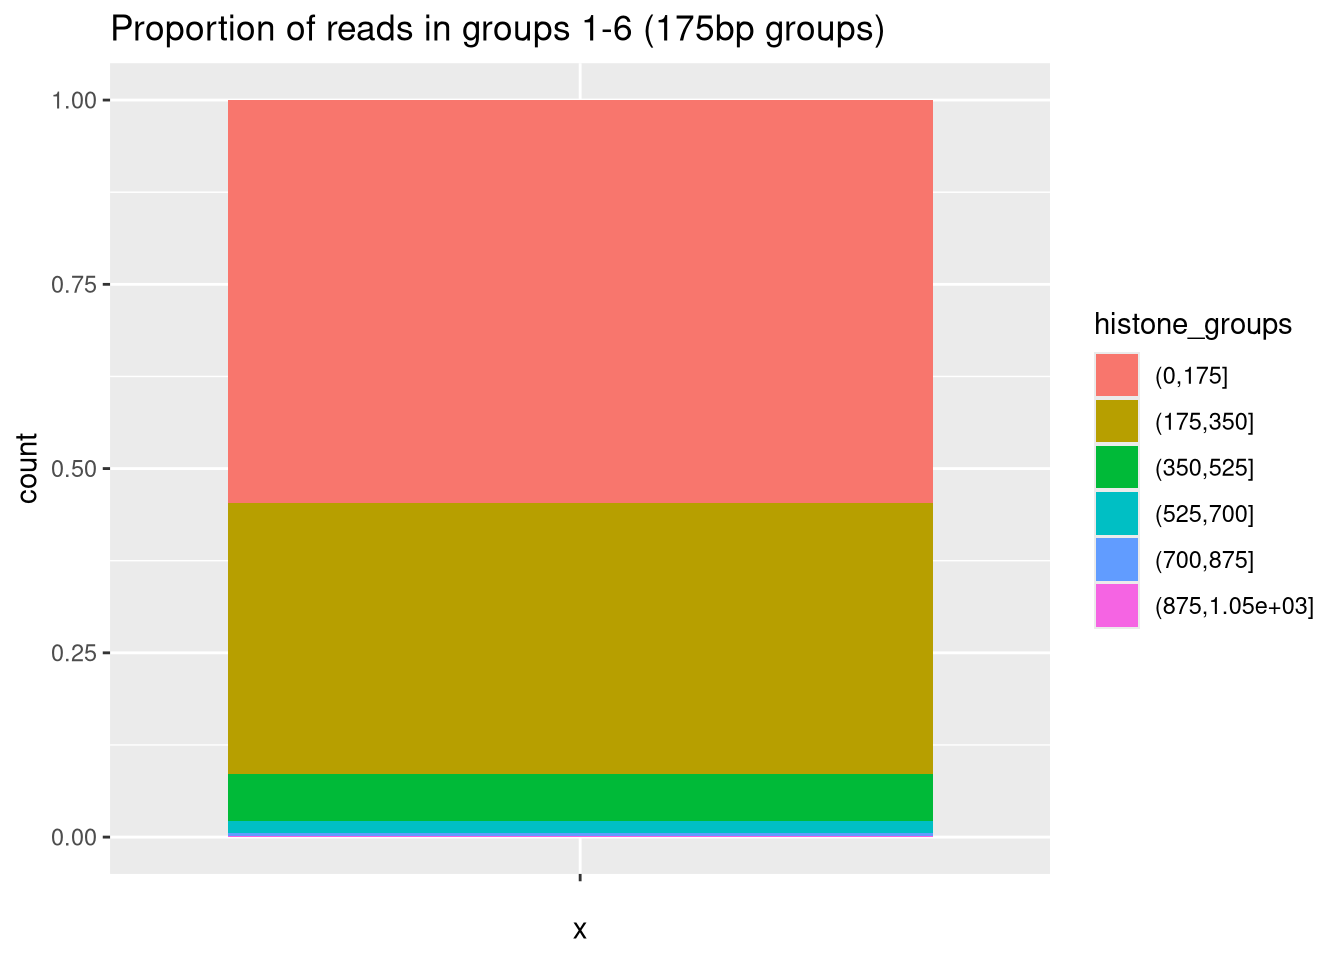 Proportion of reads in groups 1-6 (175bp groups)
1.00
0.75
0.50
0.25
0.00
count
x
histone_groups
(0,175]
(175,350]
(350,525]
(525,700]
(700,875]
(875,1.05e+03]